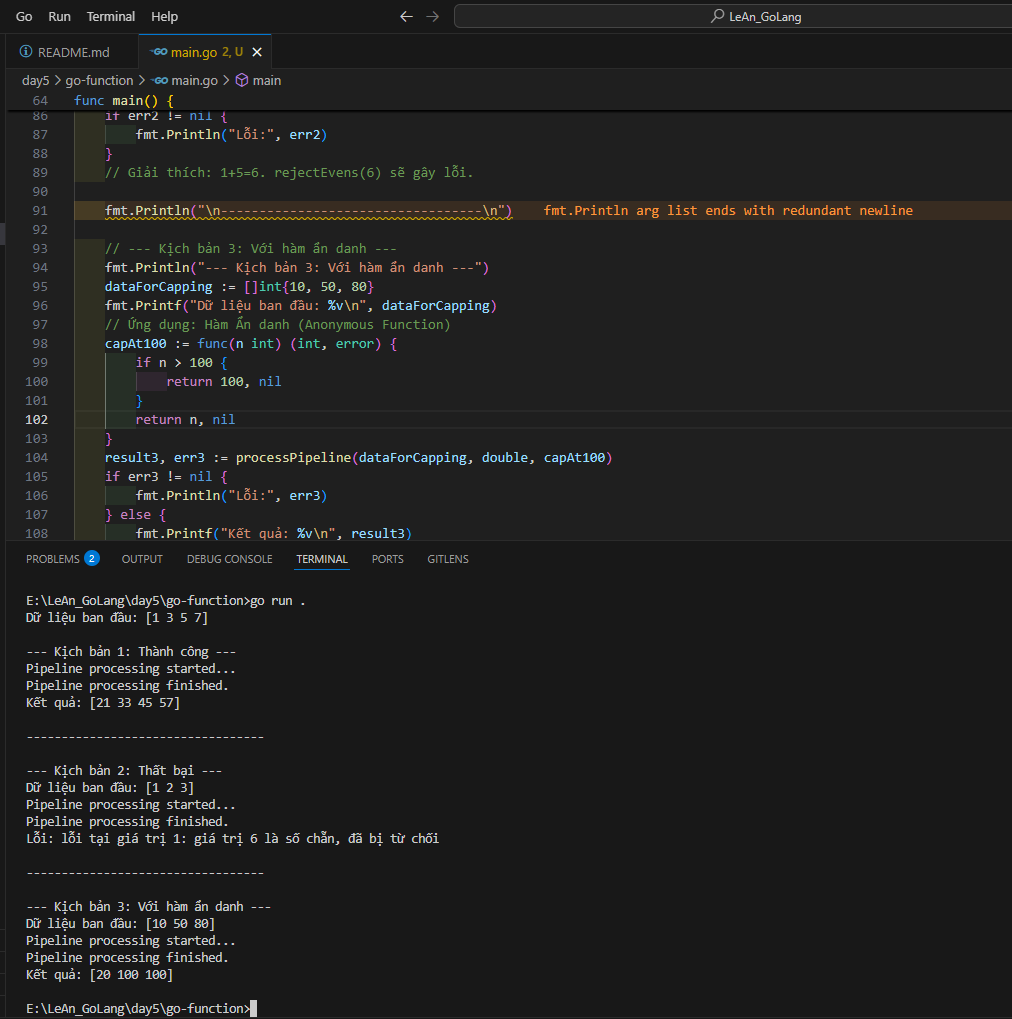 Go Run Terminal Help ← → LeAn_GoLang
README.md main.go 2, U ×
day5 > go-function > main.go > main
64 func main() {
86 if err2 != nil {
87 fmt.Println("Lỗi:", err2)
88 }
89 // Giải thích: 1+5=6. rejectEvens(6) sẽ gây lỗi.
90
91 fmt.Println("\n----------------------------------\n") fmt.Println arg list ends with redundant newline
92
93 // --- Kịch bản 3: Với hàm ẩn danh ---
94 fmt.Println("--- Kịch bản 3: Với hàm ẩn danh ---")
95 dataForCapping := []int{10, 50, 80}
96 fmt.Printf("Dữ liệu ban đầu: %v\n", dataForCapping)
97 // Ứng dụng: Hàm Ẩn danh (Anonymous Function)
98 capAt100 := func(n int) (int, error) {
99 if n > 100 {
100 return 100, nil
101 }
102 return n, nil
103 }
104 result3, err3 := processPipeline(dataForCapping, double, capAt100)
105 if err3 != nil {
106 fmt.Println("Lỗi:", err3)
107 } else {
108 fmt.Printf("Kết quả: %v\n", result3)
PROBLEMS 2 OUTPUT DEBUG CONSOLE TERMINAL PORTS GITLENS
E:\LeAn_GoLang\day5\go-function>go run .
Dữ liệu ban đầu: [1 3 5 7]
--- Kịch bản 1: Thành công ---
Pipeline processing started...
Pipeline processing finished.
Kết quả: [21 33 45 57]
----------------------------------
--- Kịch bản 2: Thất bại ---
Dữ liệu ban đầu: [1 2 3]
Pipeline processing started...
Pipeline processing finished.
Lỗi: lỗi tại giá trị 1: giá trị 6 là số chẵn, đã bị từ chối
----------------------------------
--- Kịch bản 3: Với hàm ẩn danh ---
Dữ liệu ban đầu: [10 50 80]
Pipeline processing started...
Pipeline processing finished.
Kết quả: [20 100 100]
E:\LeAn_GoLang\day5\go-function>